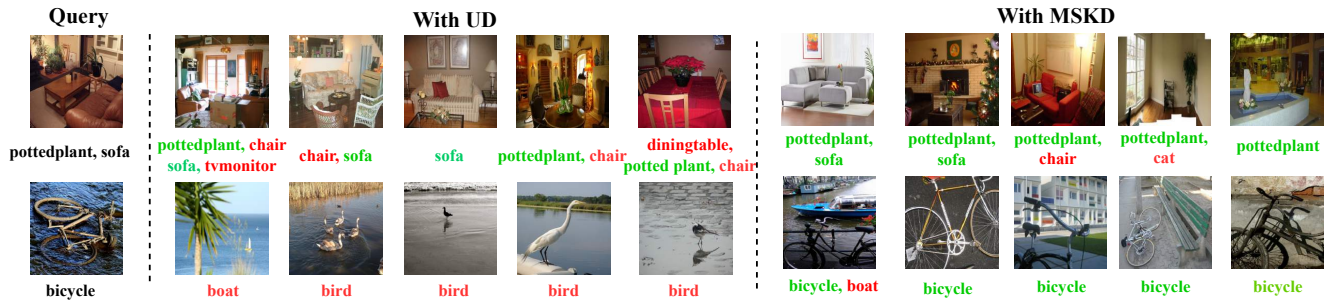 Query
With UD
With MSKD
pottedplant, sofa
pottedplant, chair
sofa, tvmonitor
chair, sofa
sofa
pottedplant, chair
diningtable,
potted plant, chair
pottedplant,
sofa
pottedplant,
sofa
pottedplant,
chair
pottedplant,
cat
pottedplant
bicycle
boat
bird
bird
bird
bird
bicycle, boat
bicycle
bicycle
bicycle
bicycle